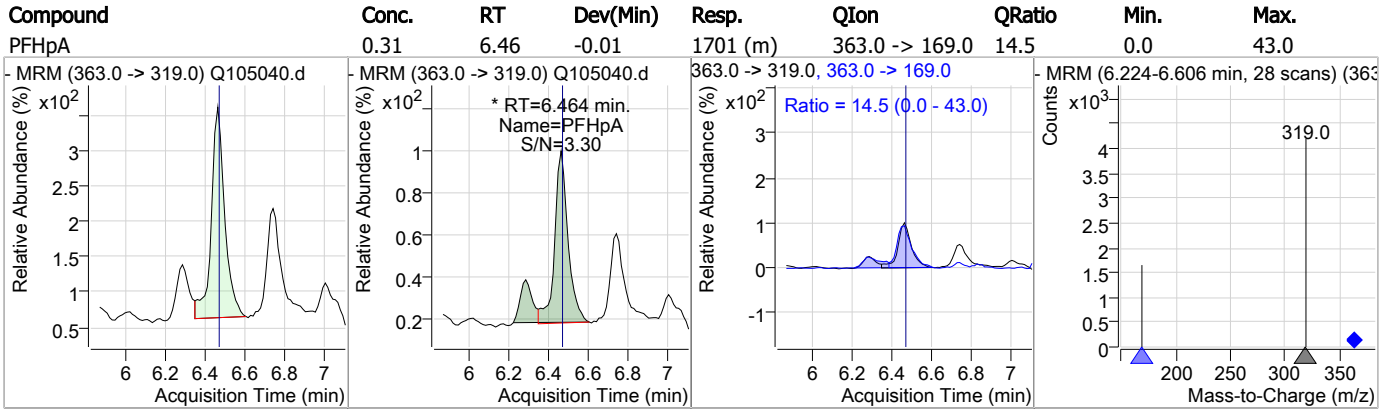 Compound Conc. RT Dev(Min) Resp. QIon QRatio Min. Max.
PFHpA 0.31 6.46 -0.01 1701 (m) 363.0 -> 169.0 14.5 0.0 43.0
- MRM (363.0 -> 319.0) Q105040.d
x10²
Relative Abundance (%)
3
2.5
2
1.5
1
0.5
6 6.2 6.4 6.6 6.8 7
Acquisition Time (min)
- MRM (363.0 -> 319.0) Q105040.d
x10²
* RT=6.464 min.
Name=PFHpA
S/N=3.30
Relative Abundance (%)
1
0.8
0.6
0.4
0.2
6 6.2 6.4 6.6 6.8 7
Acquisition Time (min)
363.0 -> 319.0, 363.0 -> 169.0
x10²
Ratio = 14.5 (0.0 - 43.0)
Relative Abundance (%)
3
2
1
0
-1
6 6.2 6.4 6.6 6.8 7
Acquisition Time (min)
- MRM (6.224-6.606 min, 28 scans) (363
x10³
319.0
Counts
4
3.5
3
2.5
2
1.5
1
0.5
0
200 250 300 350
Mass-to-Charge (m/z)